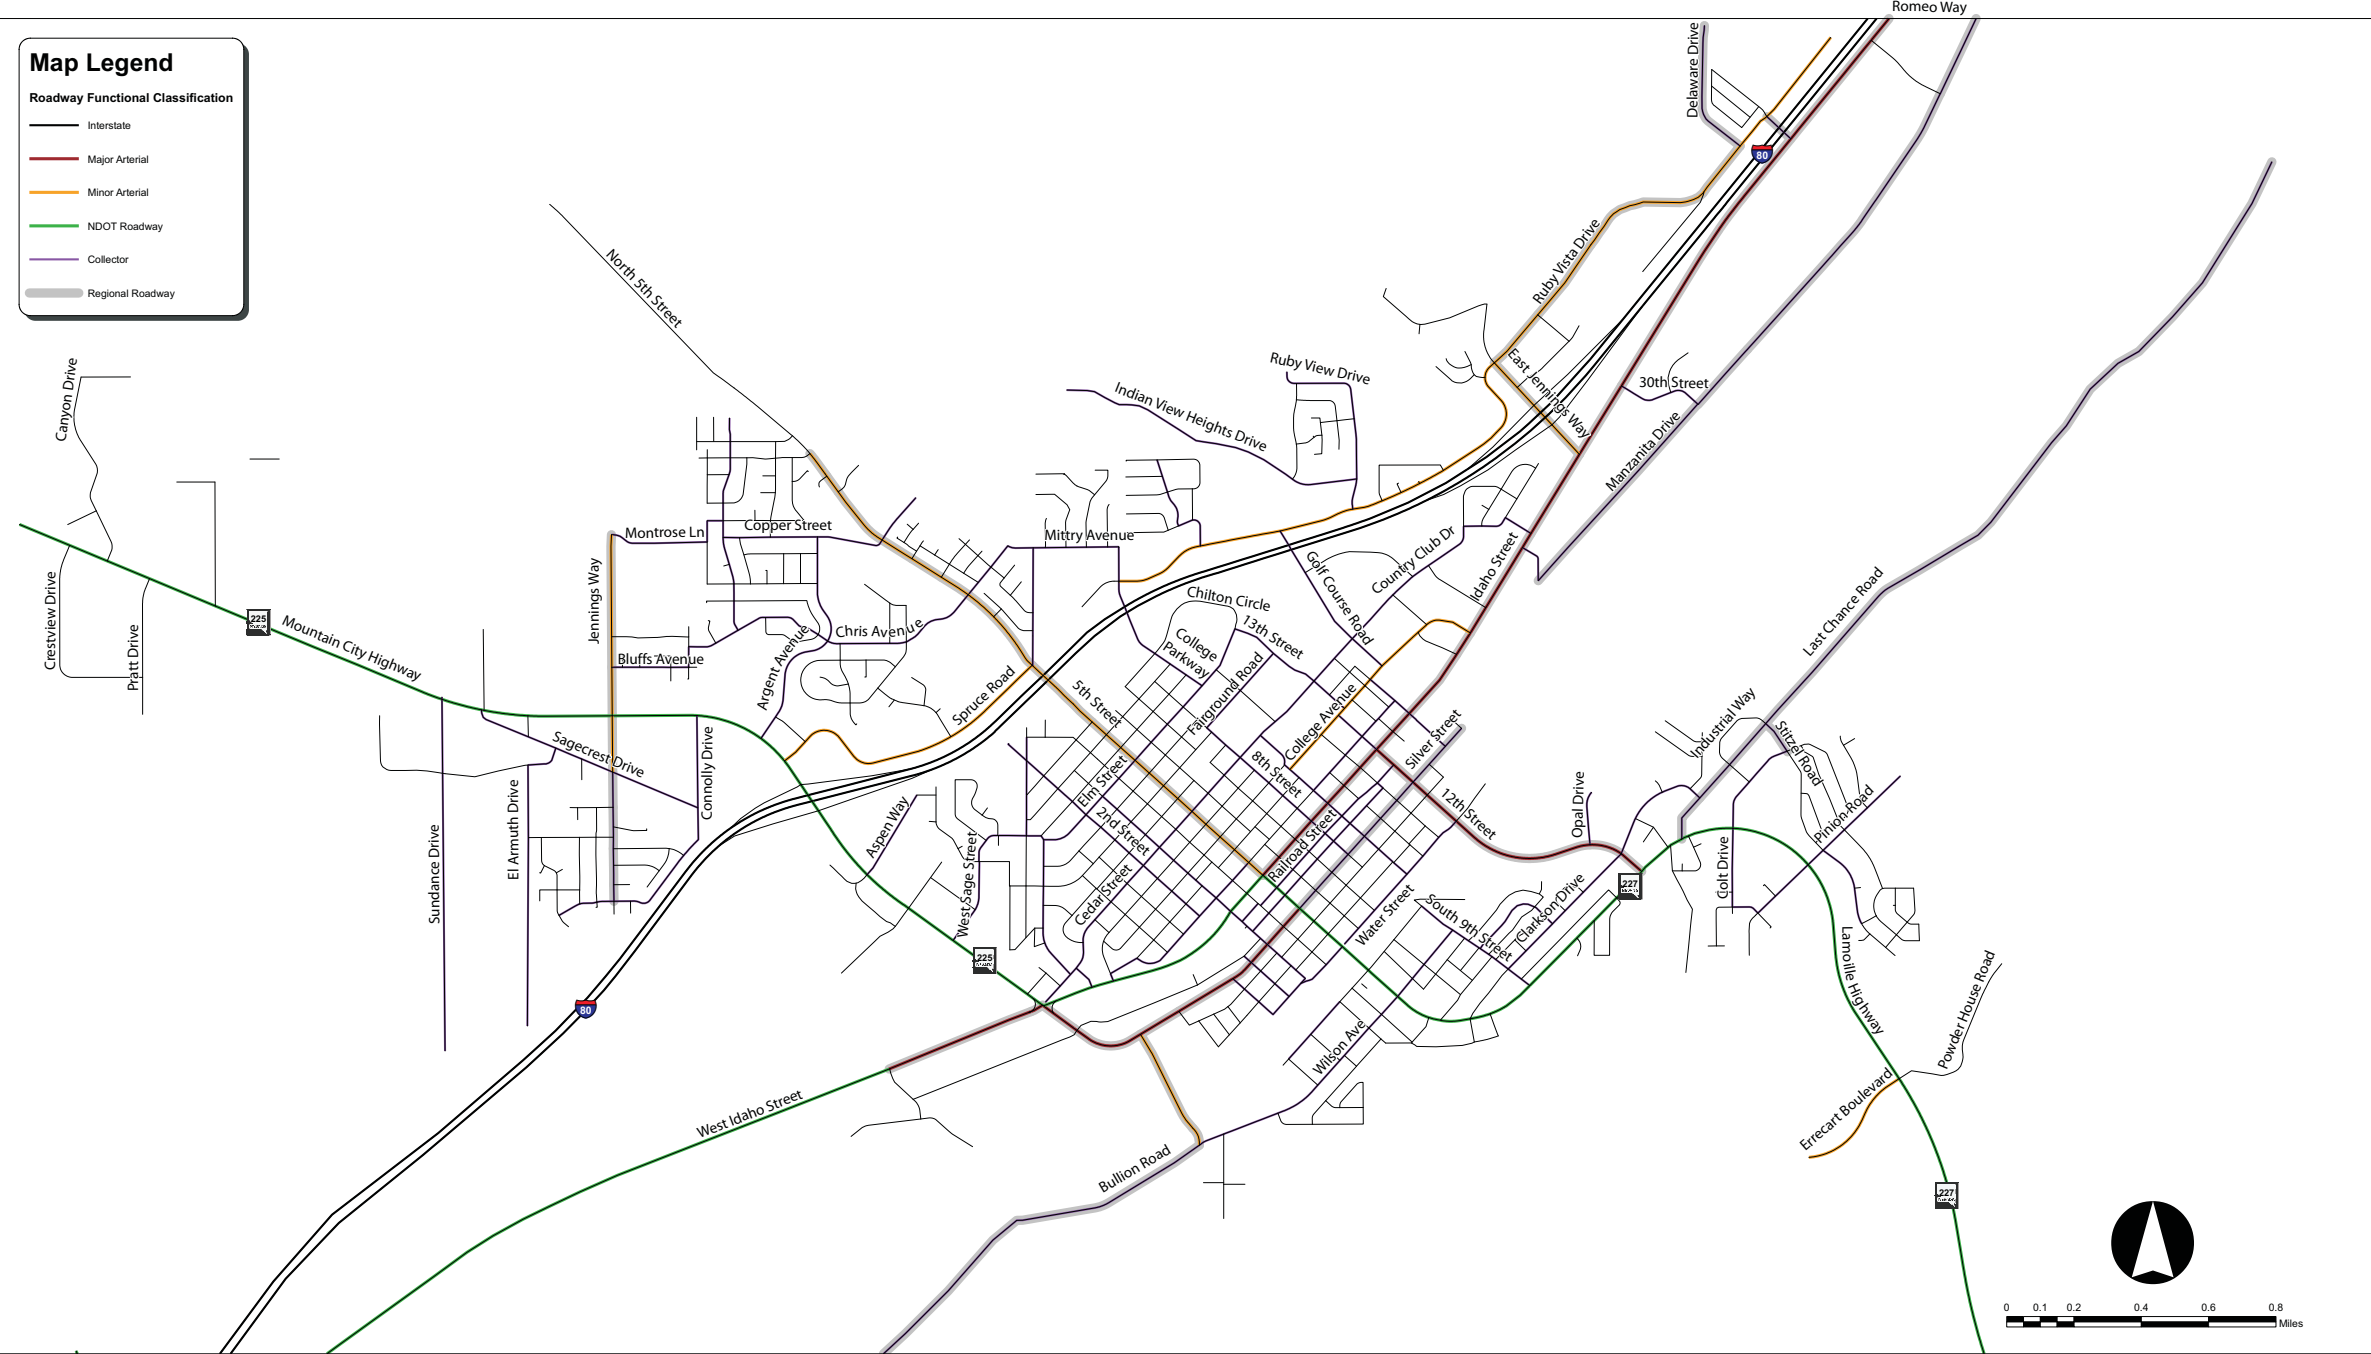 Romeo Way
Map Legend
Roadway Functional Classification
Interstate
Major Arterial
Minor Arterial
NDOT Roadway
Collector
Regional Roadway
Delaware Drive
80
Ruby Vista Drive
North 5th Street
East Jennings Way
30th Street
Manzanita Drive
Ruby View Drive
Indian View Heights Drive
Canyon Drive
Montrose Ln
Copper Street
Mittry Avenue
Golf Course Road
Country Club Dr
Idaho Street
Last Chance Road
Crestview Drive
Pratt Drive
225
Mountain City Highway
Jennings Way
Bluffs Avenue
Argent Avenue
Chris Avenue
Chilton Circle
13th Street
College
Parkway
Fairground Road
Spruce Road
5th Street
College Avenue
8th Street
Silver Street
Industrial Way
Stitzel Road
Sagecrest Drive
Connolly Drive
El Armuth Drive
Sundance Drive
Aspen Way
West Sage Street
Elm Street
2nd Street
Cedar Street
Railroad Street
12th Street
Opal Drive
Colt Drive
Pinion Road
227
Water Street
South 9th Street
Clarkson Drive
225
80
Lamoille Highway
Powder House Road
Wilson Ave
Errecart Boulevard
West Idaho Street
Bullion Road
227
0 0.1 0.2 0.4 0.6 0.8
Miles